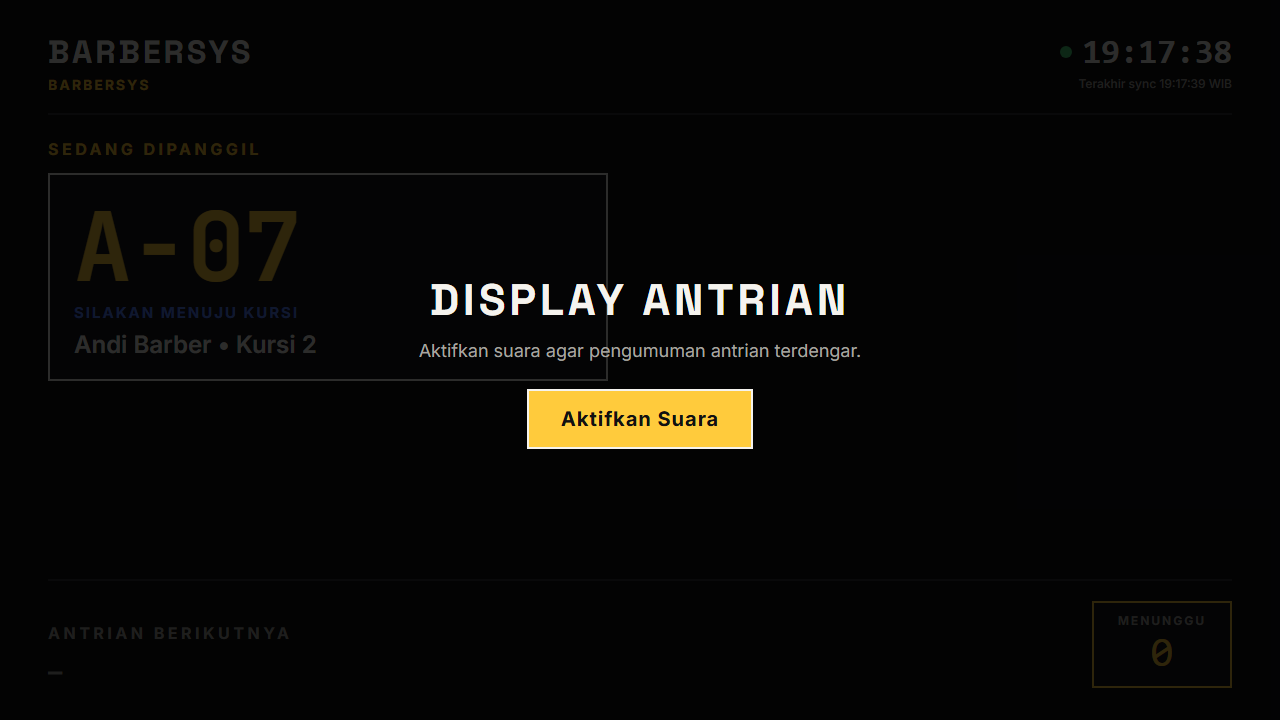 BARBERSYS
BARBERSYS
19:17:38
Terakhir sync 19:17:39 WIB
SEDANG DIPANGGIL
A-07
SILAKAN MENUJU KURSI
Andi Barber • Kursi 2
DISPLAY ANTRIAN
Aktifkan suara agar pengumuman antrian terdengar.
Aktifkan Suara
ANTRIAN BERIKUTNYA
–
MENUNGGU
0